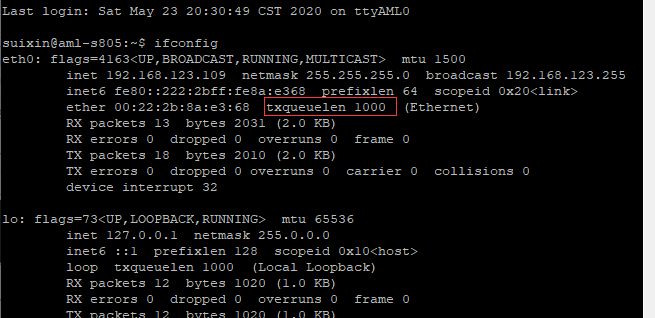 Last login: Sat May 23 20:30:49 CST 2020 on ttyAML0
suixin@aml-s805:~$ ifconfig
eth0: flags=4163<UP,BROADCAST,RUNNING,MULTICAST>  mtu 1500
inet 192.168.123.109  netmask 255.255.255.0  broadcast 192.168.123.255
inet6 fe80::222:2bff:fe8a:e368  prefixlen 64  scopeid 0x20<link>
ether 00:22:2b:8a:e3:68  txqueuelen 1000  (Ethernet)
RX packets 13  bytes 2031 (2.0 KB)
RX errors 0  dropped 0  overruns 0  frame 0
TX packets 18  bytes 2010 (2.0 KB)
TX errors 0  dropped 0 overruns 0  carrier 0  collisions 0
device interrupt 32
lo: flags=73<UP,LOOPBACK,RUNNING>  mtu 65536
inet 127.0.0.1  netmask 255.0.0.0
inet6 ::1  prefixlen 128  scopeid 0x10<host>
loop  txqueuelen 1000  (Local Loopback)
RX packets 12  bytes 1020 (1.0 KB)
RX errors 0  dropped 0  overruns 0  frame 0
TX packets 12  bytes 1020 (1.0 KB)